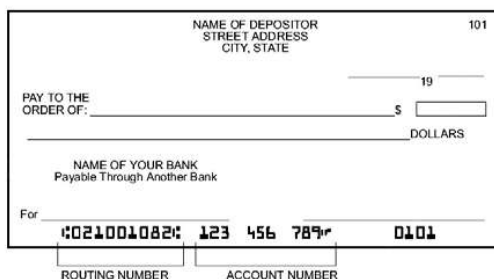 NAME OF DEPOSITOR 101
STREET ADDRESS
CITY, STATE
19
PAY TO THE
ORDER OF: $
DOLLARS
NAME OF YOUR BANK
Payable Through Another Bank
For
⑆021001082⑆ 123 456 789⑈ 0101
ROUTING NUMBER ACCOUNT NUMBER